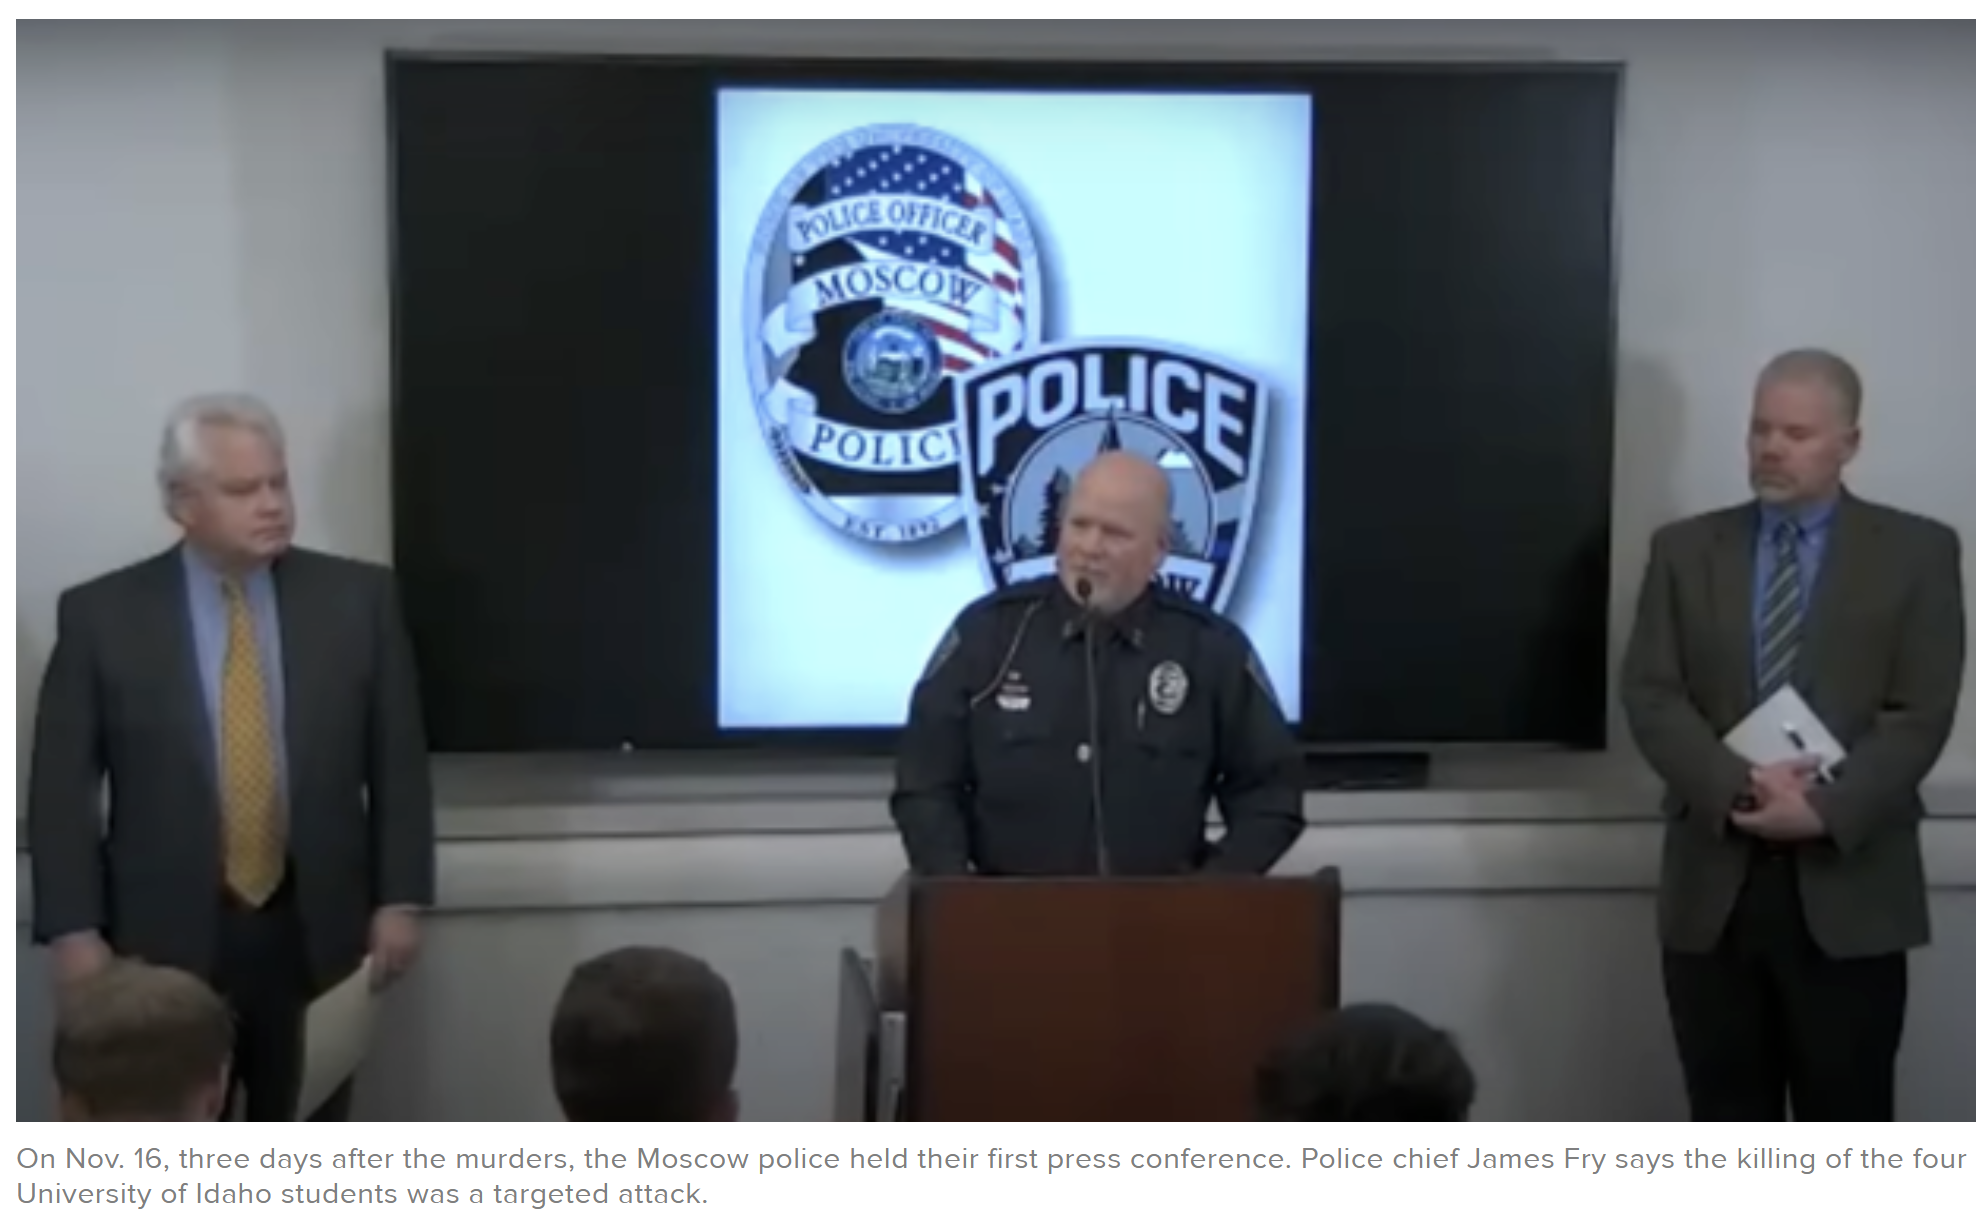 POLICE OFFICER
MOSCOW
POLIC
EST. 1892
POLICE
OW
On Nov. 16, three days after the murders, the Moscow police held their first press conference. Police chief James Fry says the killing of the four
University of Idaho students was a targeted attack.